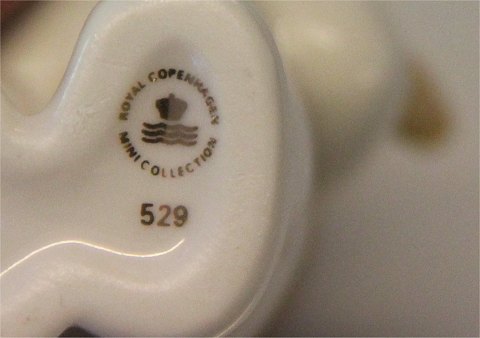 ROYAL COPENHAGEN
MINI COLLECTION
529